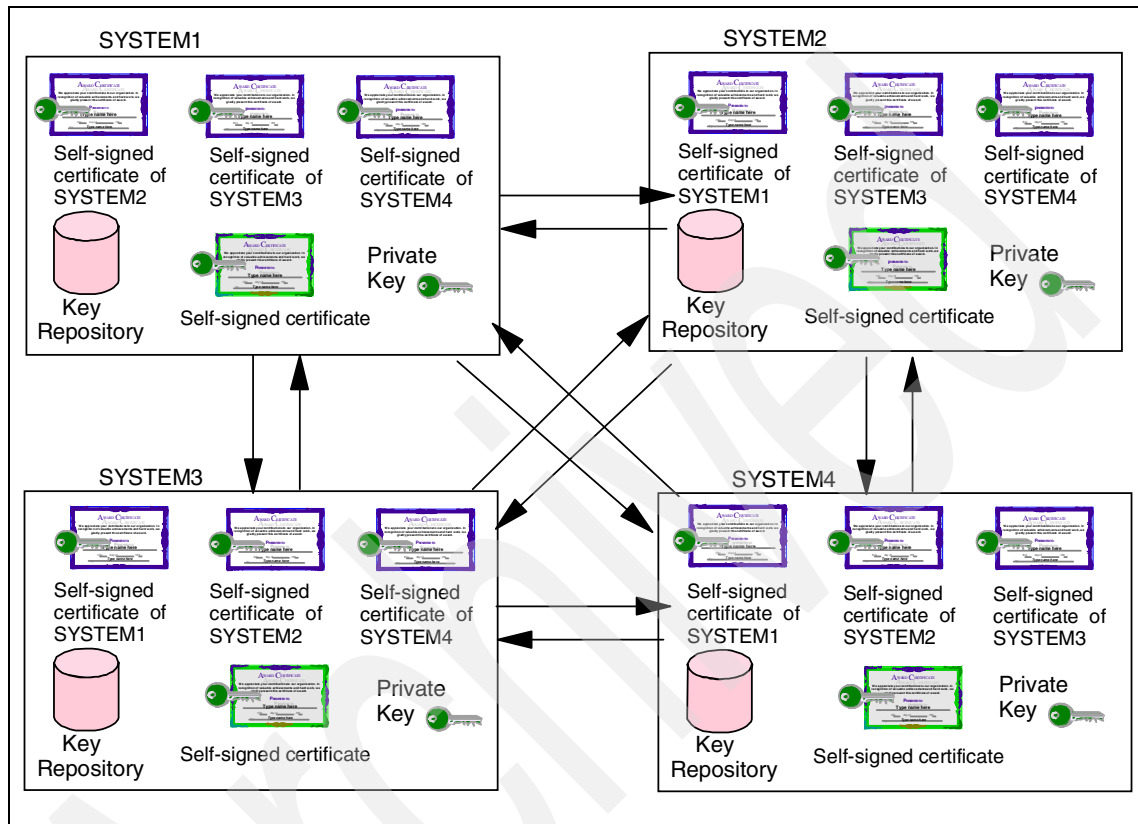 SYSTEM1
Self-signed
certificate of
SYSTEM2
Self-signed
certificate of
SYSTEM3
Self-signed
certificate of
SYSTEM4
Key
Repository
Self-signed certificate
Private
Key
SYSTEM2
Self-signed
certificate of
SYSTEM1
Self-signed
certificate of
SYSTEM3
Self-signed
certificate of
SYSTEM4
Key
Repository
Self-signed certificate
Private
Key
SYSTEM3
Self-signed
certificate of
SYSTEM1
Self-signed
certificate of
SYSTEM2
Self-signed
certificate of
SYSTEM4
Key
Repository
Self-signed certificate
Private
Key
SYSTEM4
Self-signed
certificate of
SYSTEM1
Self-signed
certificate of
SYSTEM2
Self-signed
certificate of
SYSTEM3
Key
Repository
Self-signed certificate
Private
Key